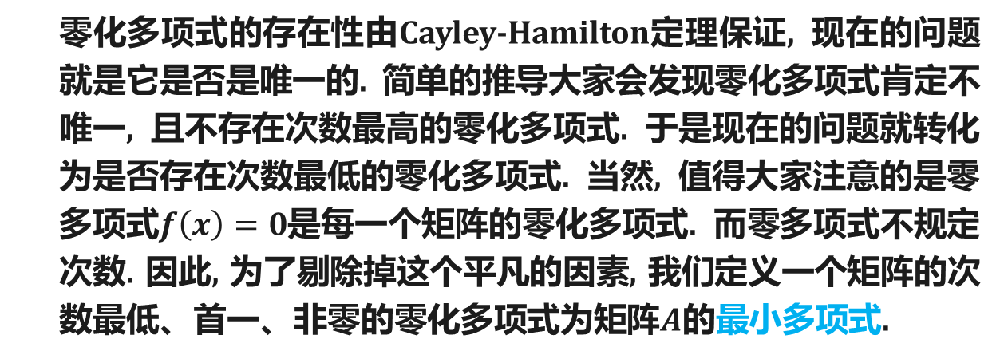 零化多项式的存在性由Cayley-Hamilton定理保证, 现在的问题
就是它是否是唯一的. 简单的推导大家会发现零化多项式肯定不
唯一, 且不存在次数最高的零化多项式. 于是现在的问题就转化
为是否存在次数最低的零化多项式. 当然, 值得大家注意的是零
多项式f(x) = 0是每一个矩阵的零化多项式. 而零多项式不规定
次数. 因此, 为了剔除掉这个平凡的因素, 我们定义一个矩阵的次
数最低、首一、非零的零化多项式为矩阵A的最小多项式.